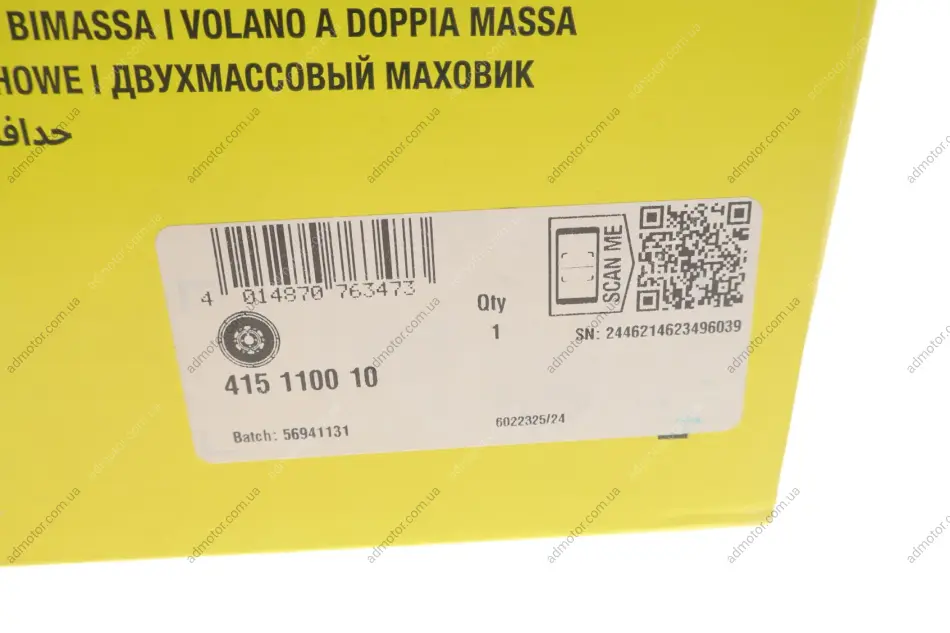 BIMASSA | VOLANO A DOPPIA MASSA
HOWE | ДВУХМАССОВЫЙ МАХОВИК
حدافة
4 014870 763473
SCAN ME
Qty
1
SN: 2446214623496039
415 1100 10
Batch: 56941131
6022325/24
admotor.com.ua